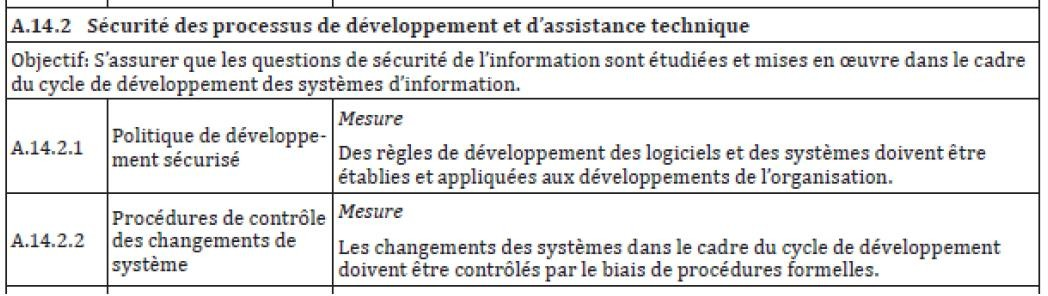 A.14.2 Sécurité des processus de développement et d’assistance technique
Objectif: S’assurer que les questions de sécurité de l’information sont étudiées et mises en œuvre dans le cadre
du cycle de développement des systèmes d’information.
A.14.2.1
Politique de développe-
ment sécurisé
Mesure
Des règles de développement des logiciels et des systèmes doivent être
établies et appliquées aux développements de l’organisation.
A.14.2.2
Procédures de contrôle
des changements de
système
Mesure
Les changements des systèmes dans le cadre du cycle de développement
doivent être contrôlés par le biais de procédures formelles.